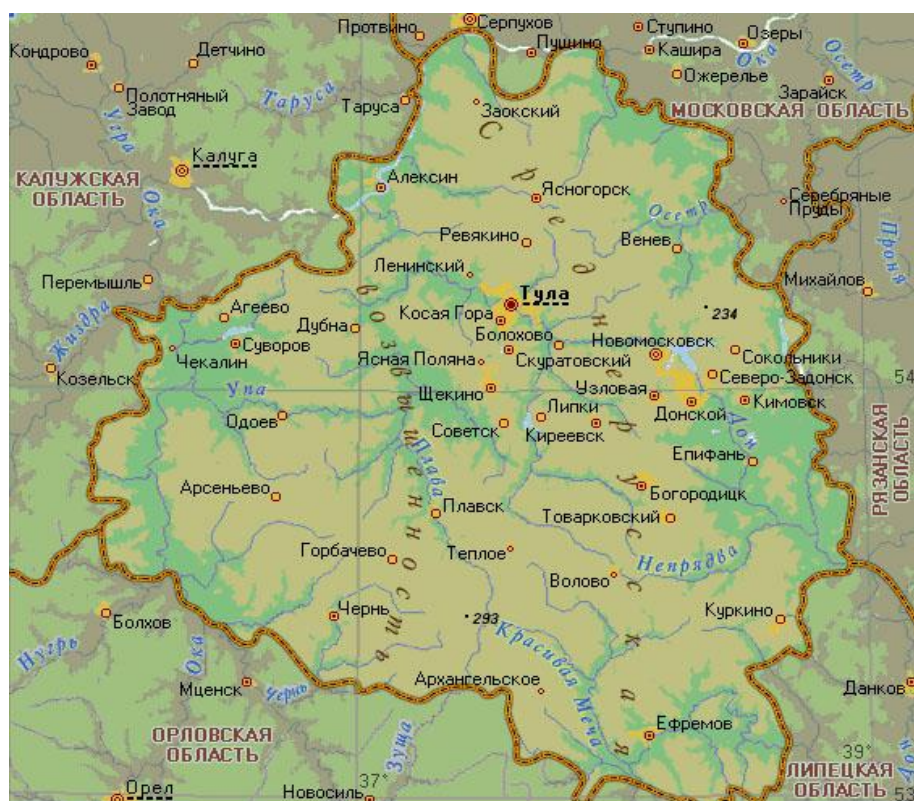 Серпухов
Протвино
Ступино
Озеры
Кондрово
Детчино
Пущино
Кашира
Ока
Осетр
Ожерелье
Зарайск
Полотняный
Завод
Таруса
Таруса
Заокский
МОСКОВСКАЯ ОБЛАСТЬ
Угра
Калуга
КАЛУЖСКАЯ
ОБЛАСТЬ
Ока
Алексин
Ясногорск
Серебряные
Пруды
Осетр
Ревякино
Венев
Проня
Перемышль
Ленинский
Михайлов
Тула
234
Агеево
Дубна
Косая Гора
Болохово
Жиздра
Суворов
Чекалин
Ясная Поляна
Скуратовский
Новомосковск
Сокольники
Северо-Задонск
Козельск
54
Упа
Щекино
Узловая
Донской
Кимовск
Одоев
Советск
Липки
Киреевск
Дон
РЯЗАНСКАЯ
ОБЛАСТЬ
Плава
Епифань
Арсеньево
Богородицк
Плавск
Товарковский
Горбачево
Теплое
Непрядва
Волово
Болхов
Чернь
293
Куркино
Нугрь
Ока
Красивая Меча
Мценск
Чернь
Архангельское
Данков
Среднерусская
возвышенность
ОРЛОВСКАЯ
ОБЛАСТЬ
Зуша
Ефремов
39°
37°
ЛИПЕЦКАЯ
ОБЛАСТЬ
Орел
Новосиль
53